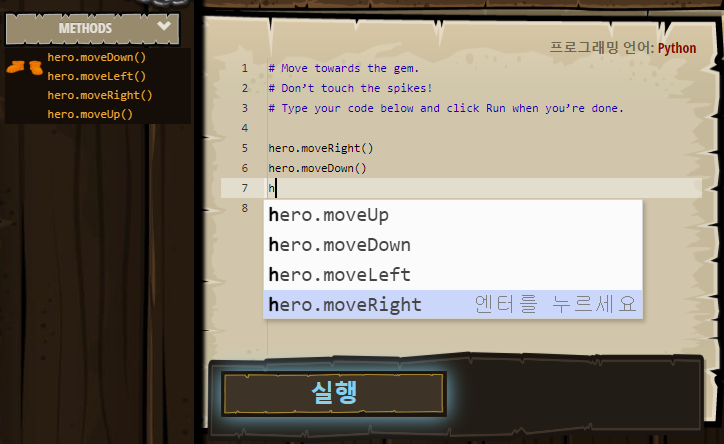 METHODS
hero.moveDown()
hero.moveLeft()
hero.moveRight()
hero.moveUp()
프로그래밍 언어: Python
1 # Move towards the gem.
2 # Don’t touch the spikes!
3 # Type your code below and click Run when you’re done.
4
5 hero.moveRight()
6 hero.moveDown()
7 h
8
hero.moveUp
hero.moveDown
hero.moveLeft
hero.moveRight 엔터를 누르세요
실행